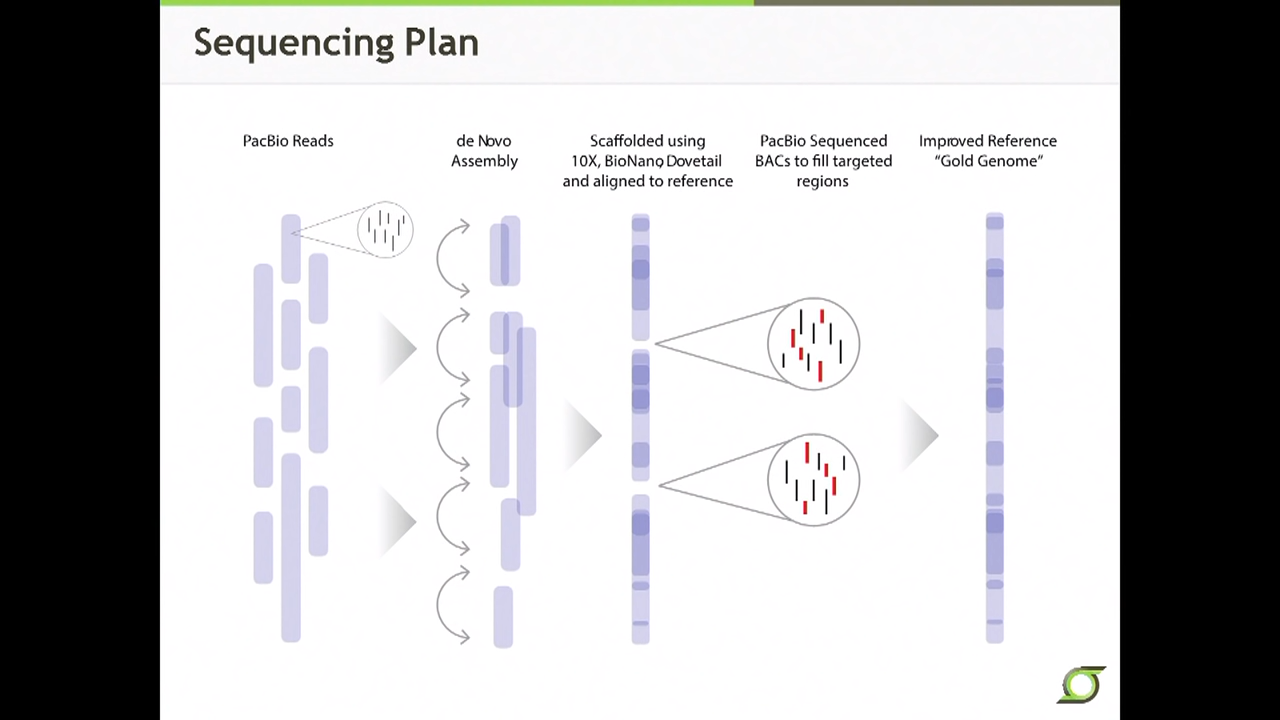 Sequencing Plan
PacBio Reads
de Novo
Assembly
Scaffolded using
10X, BioNano, Dovetail
and aligned to reference
PacBio Sequenced
BACs to fill targeted
regions
Improved Reference
“Gold Genome”